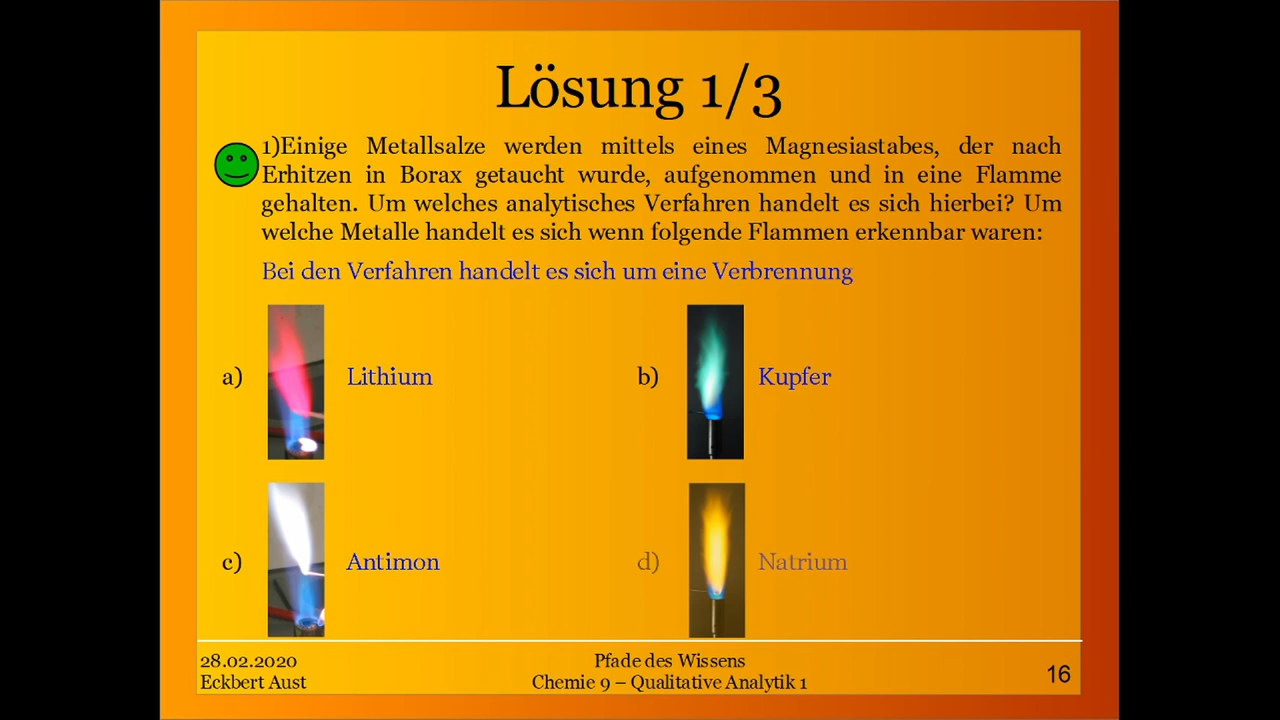 Lösung 1/3
1)Einige Metallsalze werden mittels eines Magnesiastabes, der nach
Erhitzen in Borax getaucht wurde, aufgenommen und in eine Flamme
gehalten. Um welches analytisches Verfahren handelt es sich hierbei? Um
welche Metalle handelt es sich wenn folgende Flammen erkennbar waren:
Bei den Verfahren handelt es sich um eine Verbrennung
a) Lithium
b) Kupfer
c) Antimon
d) Natrium
28.02.2020
Eckbert Aust
Pfade des Wissens
Chemie 9 – Qualitative Analytik 1
16